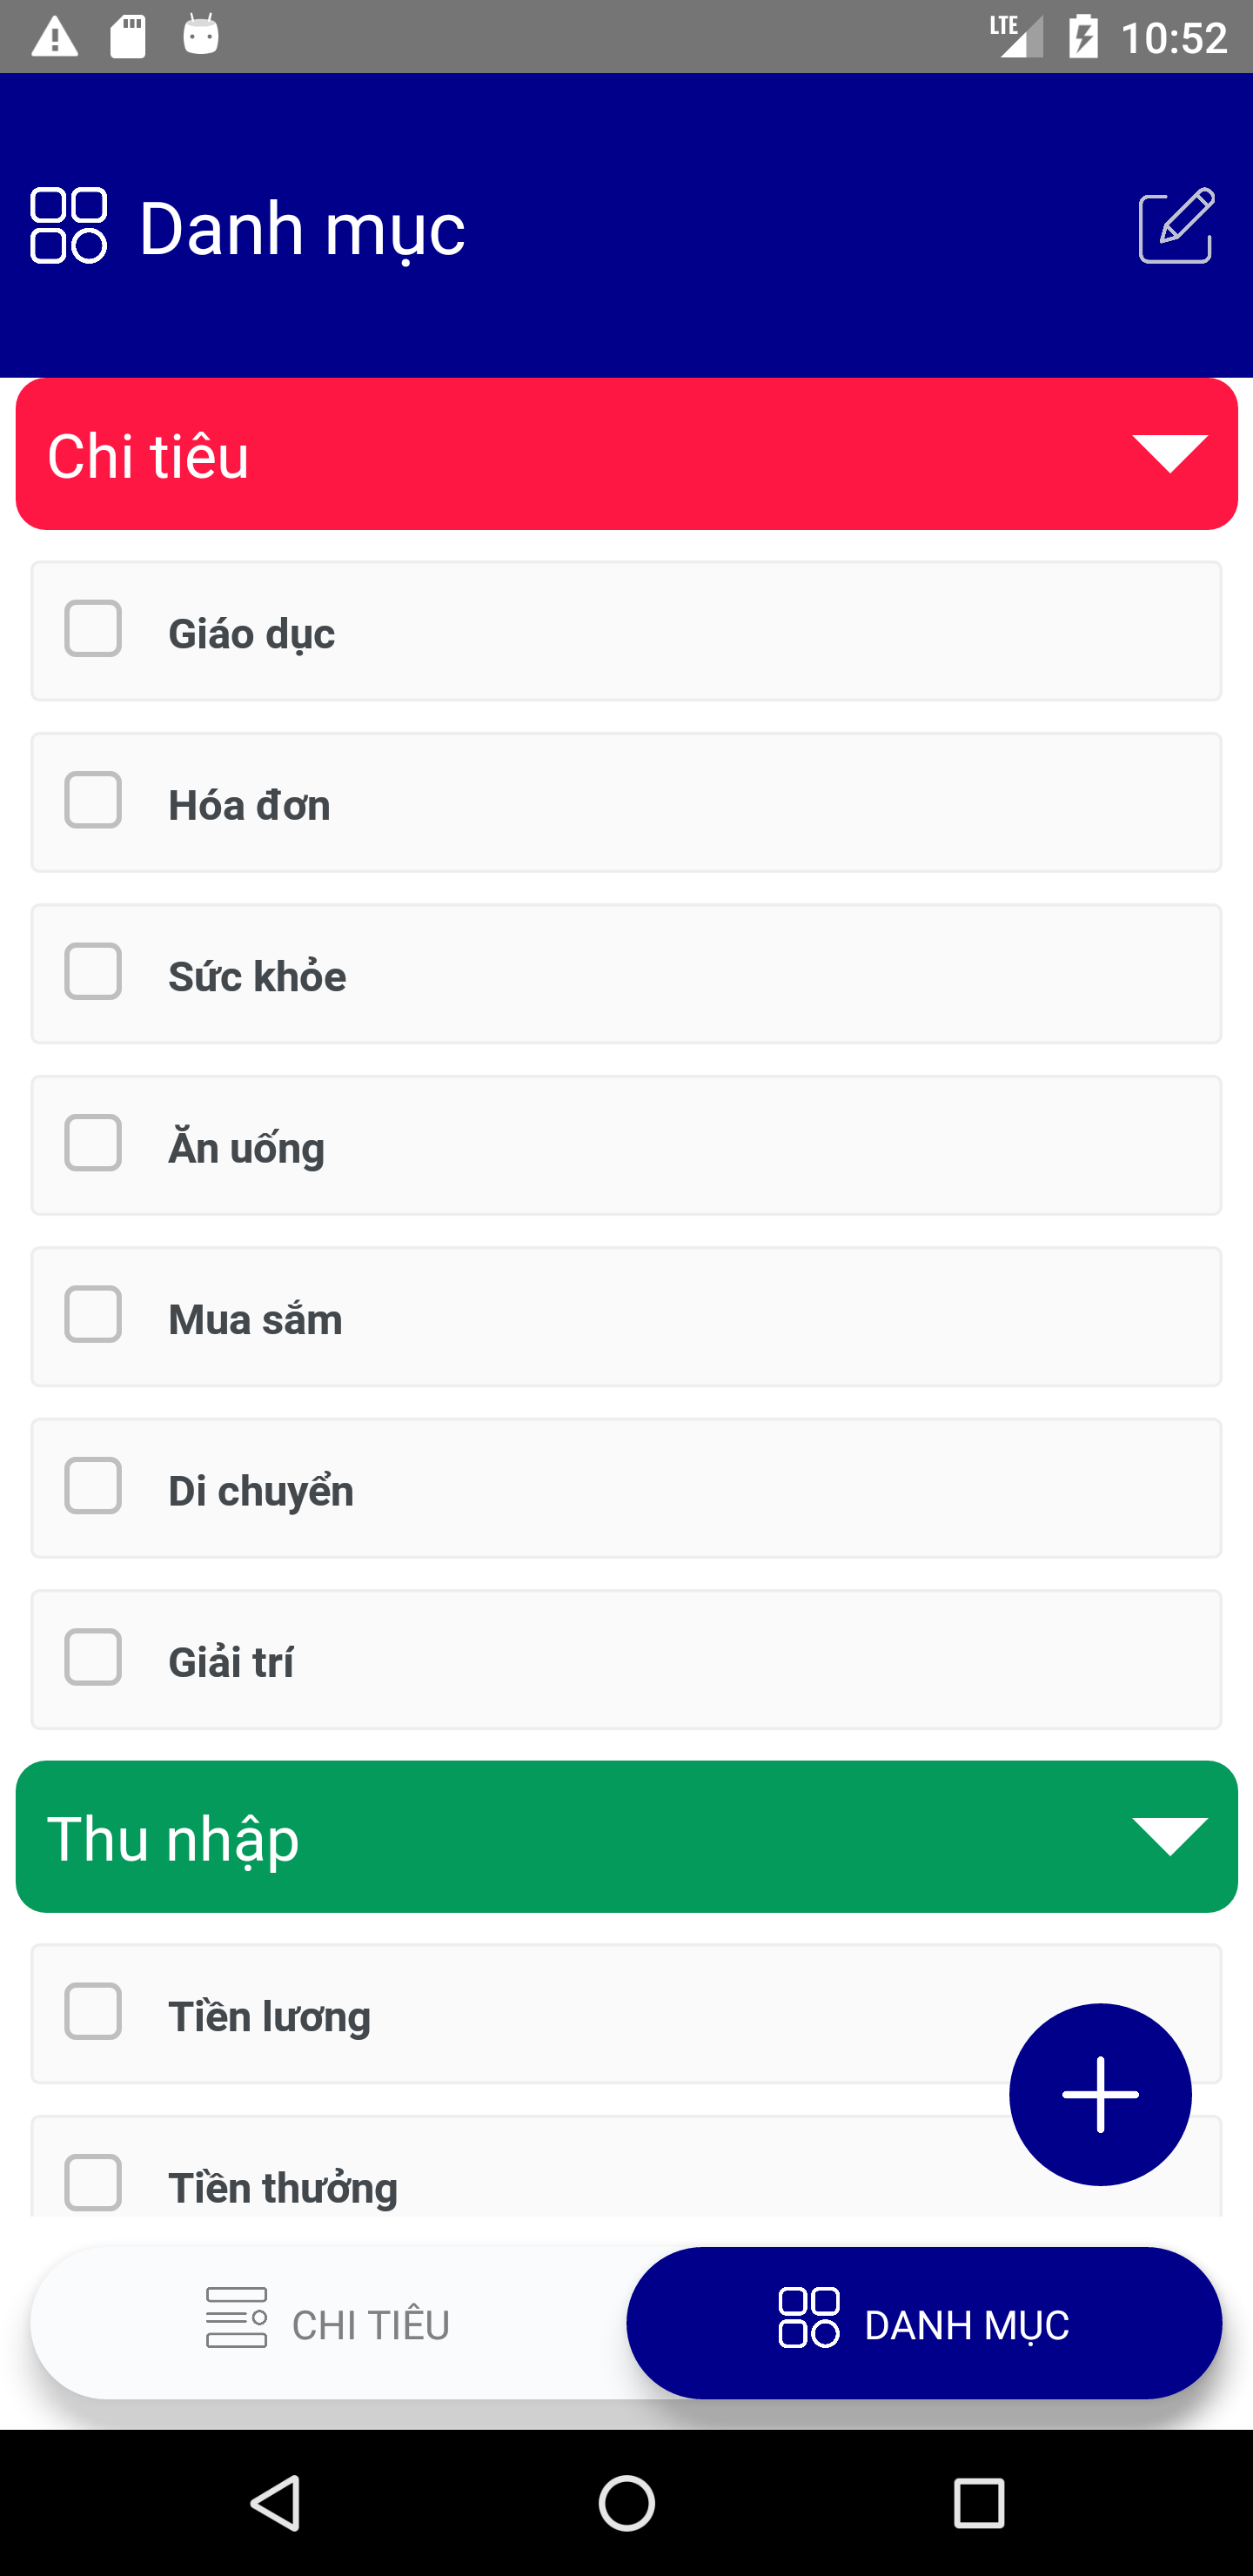 LTE 10:52
Danh mục
Chi tiêu
Giáo dục
Hóa đơn
Sức khỏe
Ăn uống
Mua sắm
Di chuyển
Giải trí
Thu nhập
Tiền lương
Tiền thưởng
CHI TIÊU
DANH MỤC